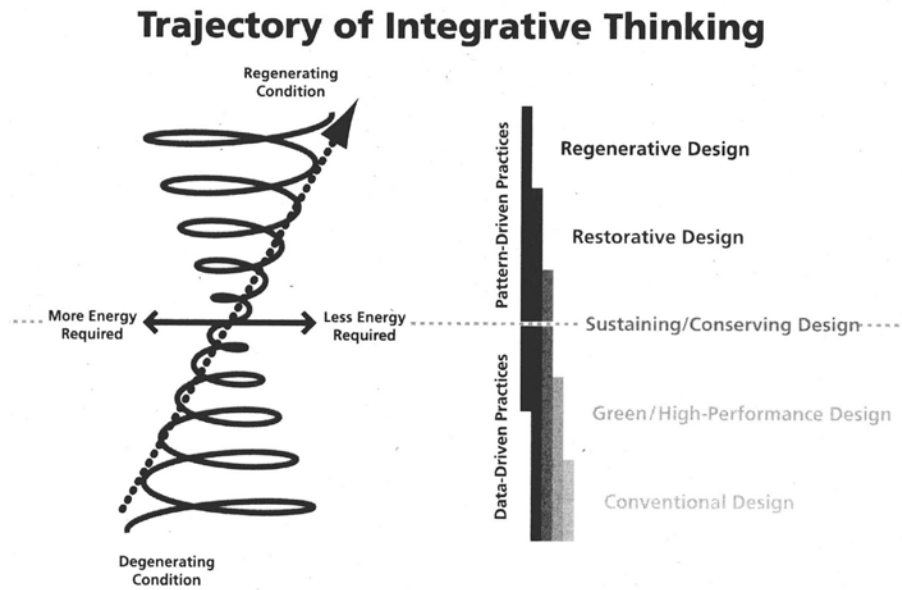 Trajectory of Integrative Thinking
Regenerating
Condition
More Energy
Required
Less Energy
Required
Degenerating
Condition
Pattern-Driven Practices
Data-Driven Practices
Regenerative Design
Restorative Design
Sustaining/Conserving Design
Green/High-Performance Design
Conventional Design